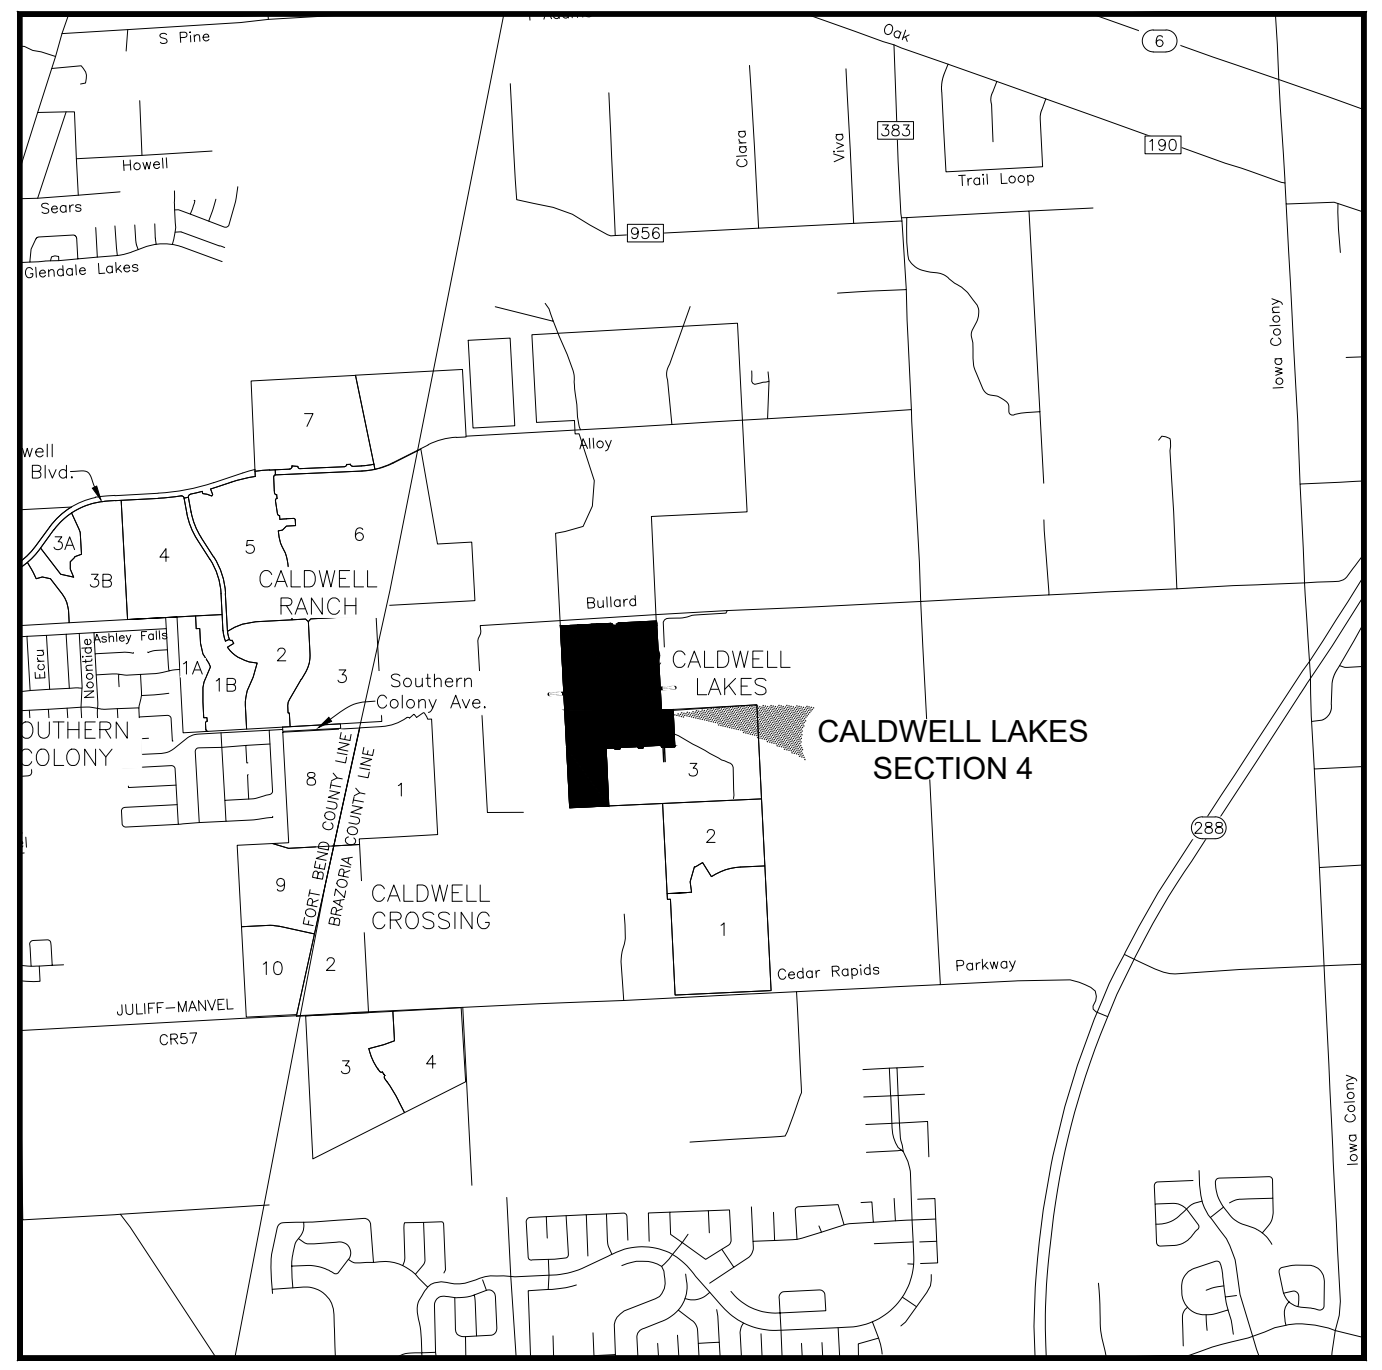 S Pine
Oak
6
383
190
Clara
Viva
Howell
Trail Loop
Sears
956
Glendale Lakes
Iowa Colony
7
Alloy
well
Blvd.
3A
3B
4
5
6
CALDWELL
RANCH
Bullard
Ashley Falls
Ecru
Noontide
1A
1B
2
3
Southern
Colony Ave.
CALDWELL
LAKES
OUTHERN
COLONY
CALDWELL LAKES
SECTION 4
8
FORT BEND COUNTY LINE
BRAZORIA COUNTY LINE
1
3
2
288
9
CALDWELL
CROSSING
1
10
2
Cedar Rapids
Parkway
JULIFF-MANVEL
CR57
3
4
Iowa Colony